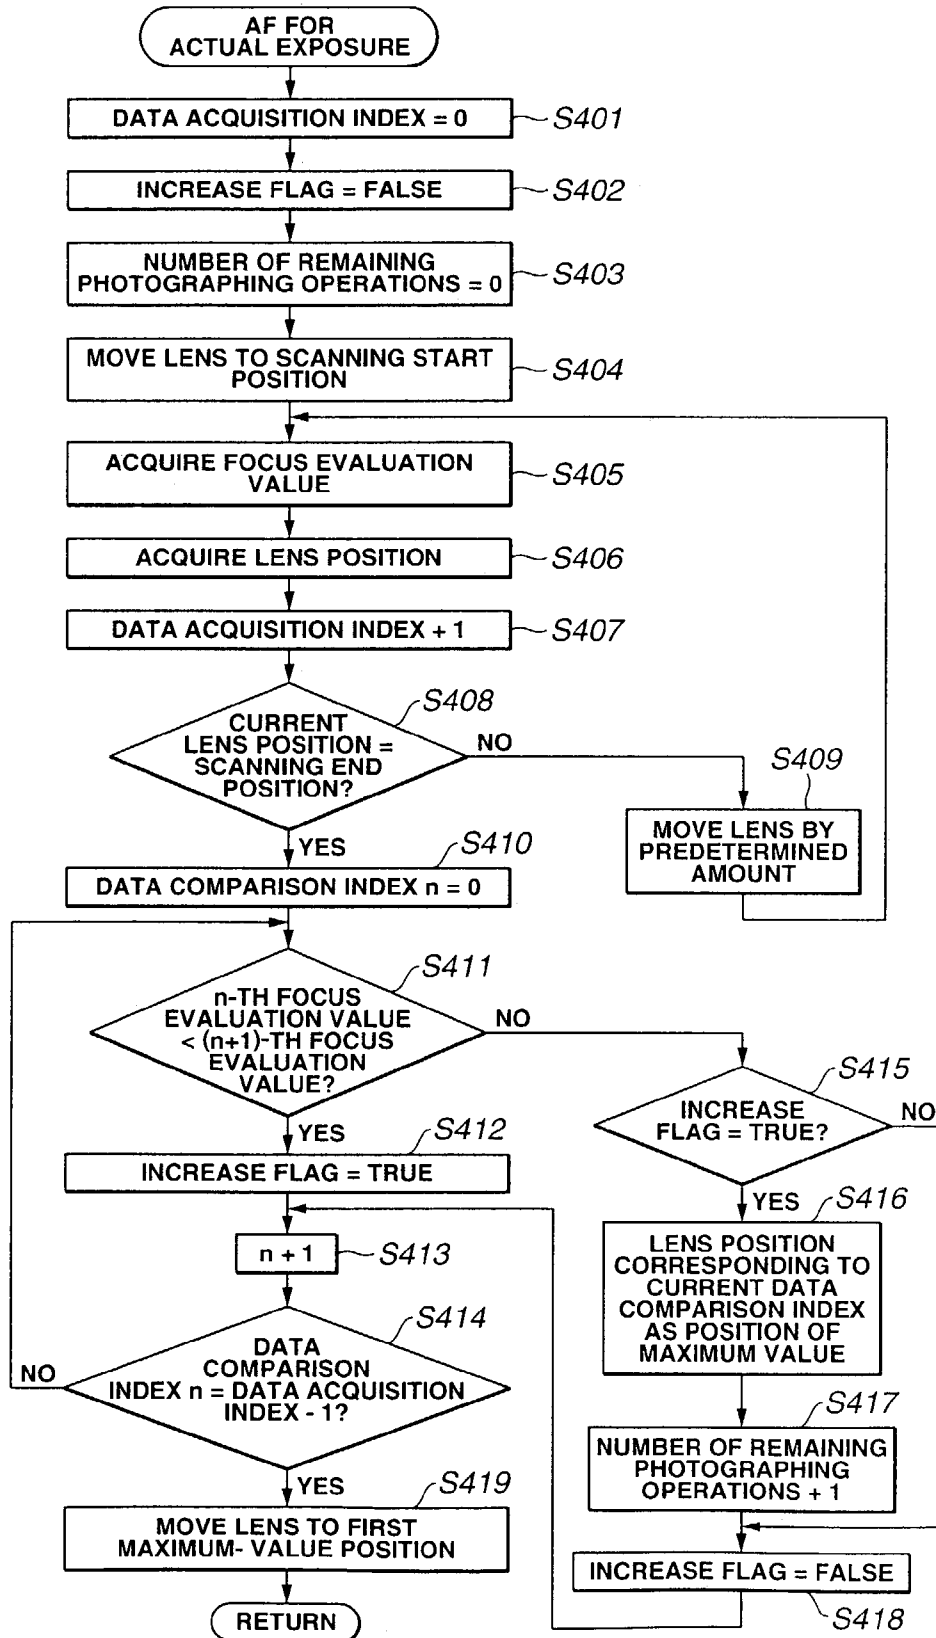 AF FOR
ACTUAL EXPOSURE
DATA ACQUISITION INDEX = 0
S401
INCREASE FLAG = FALSE
S402
NUMBER OF REMAINING
PHOTOGRAPHING OPERATIONS = 0
S403
MOVE LENS TO SCANNING START
POSITION
S404
ACQUIRE FOCUS EVALUATION
VALUE
S405
ACQUIRE LENS POSITION
S406
DATA ACQUISITION INDEX + 1
S407
S408
CURRENT
LENS POSITION =
SCANNING END
POSITION?
NO
S409
MOVE LENS BY
PREDETERMINED
AMOUNT
YES
S410
DATA COMPARISON INDEX n = 0
S411
n-TH FOCUS
EVALUATION VALUE
< (n+1)-TH FOCUS
EVALUATION
VALUE?
NO
YES
S412
INCREASE FLAG = TRUE
n + 1
S413
S414
DATA
COMPARISON
INDEX n = DATA ACQUISITION
INDEX - 1?
NO
YES
S419
MOVE LENS TO FIRST
MAXIMUM- VALUE POSITION
RETURN
S415
INCREASE
FLAG = TRUE?
NO
YES
S416
LENS POSITION
CORRESPONDING TO
CURRENT DATA
COMPARISON INDEX
AS POSITION OF
MAXIMUM VALUE
S417
NUMBER OF REMAINING
PHOTOGRAPHING
OPERATIONS + 1
INCREASE FLAG = FALSE
S418